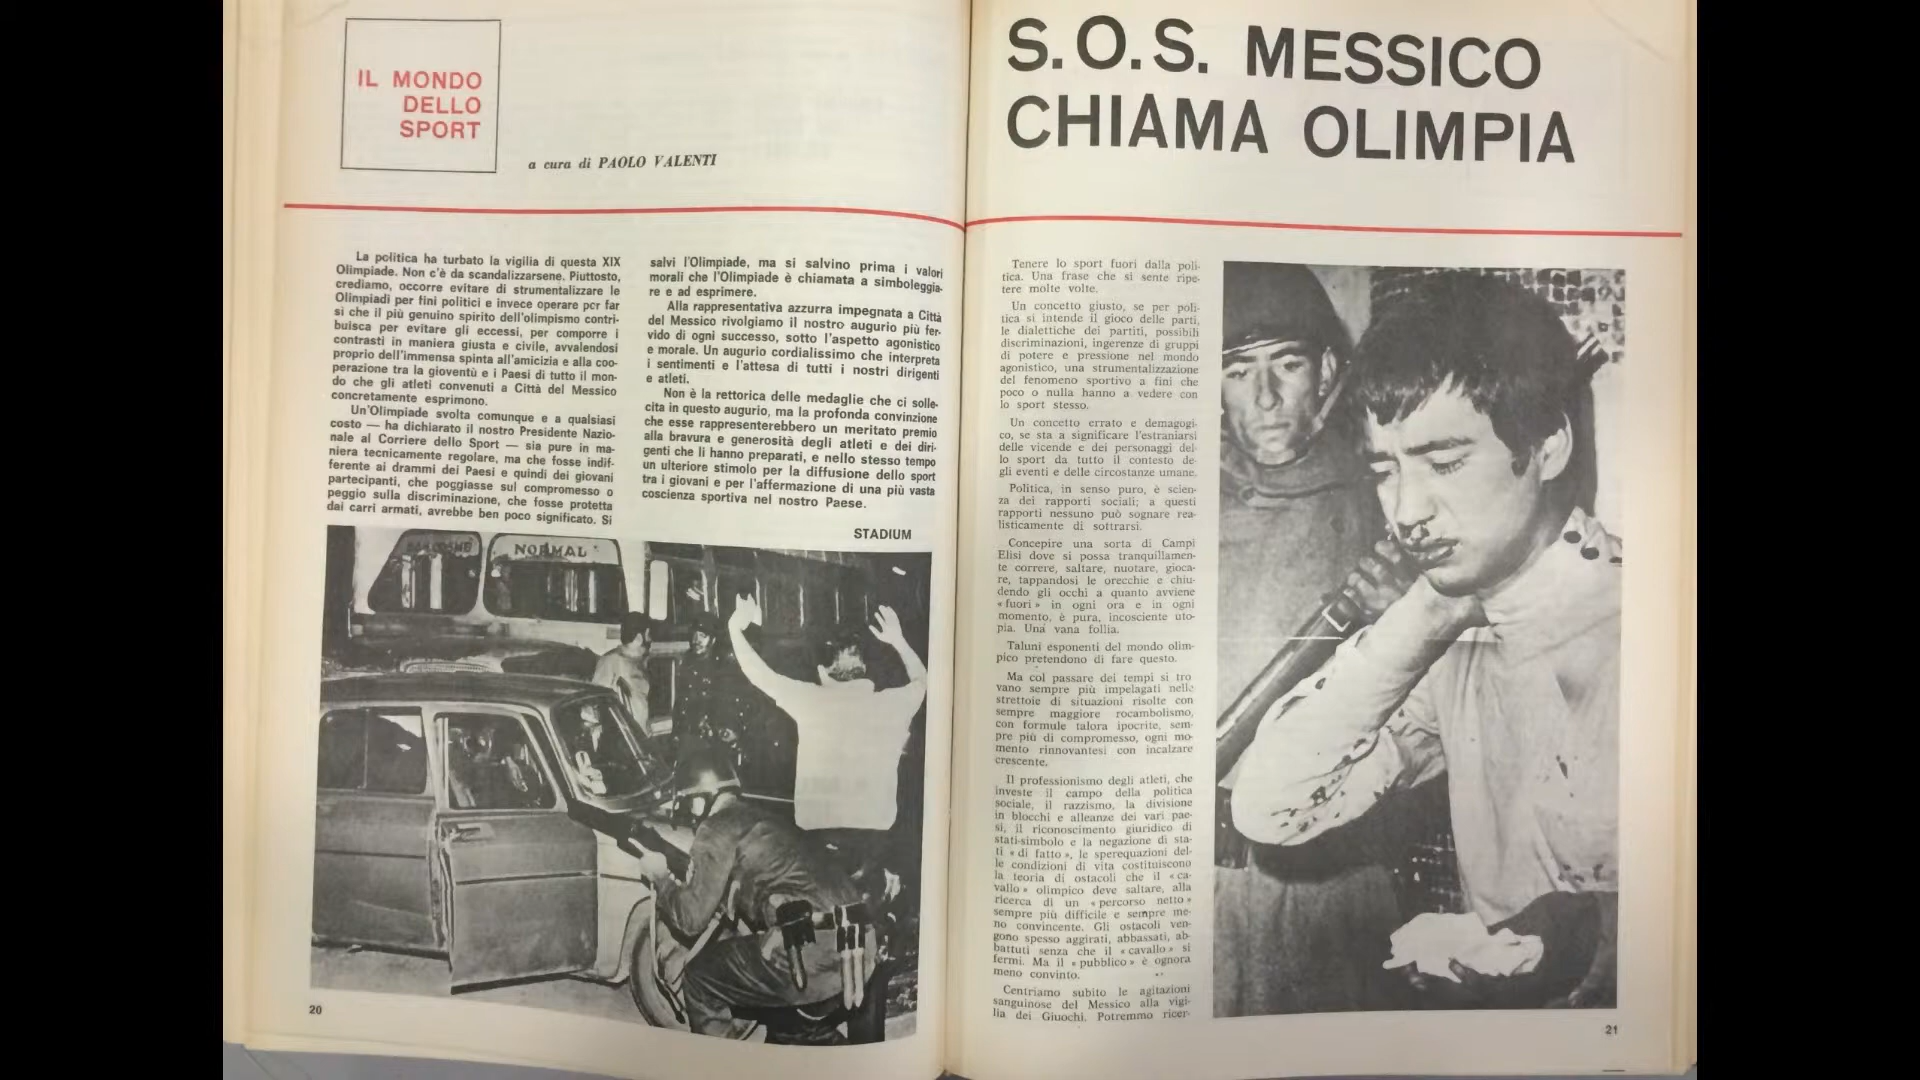 IL MONDO
DELLO
SPORT
a cura di PAOLO VALENTI
S.O.S. MESSICO
CHIAMA OLIMPIA
La politica ha turbato la vigilia di questa XIX
Olimpiade. Non c'è da scandalizzarsene. Piuttosto,
crediamo, occorre evitare di strumentalizzare le
Olimpiadi per fini politici e invece operare per far
sì che il più genuino spirito dell'olimpismo contri-
buisca per evitare gli eccessi, per comporre i
contrasti in maniera giusta e civile, avvalendosi
proprio dell'immensa spinta all'amicizia e alla coo-
perazione tra la gioventù e i Paesi di tutto il mon-
do che gli atleti convenuti a Città del Messico
concretamente esprimono.
Un'Olimpiade svolta comunque e a qualsiasi
costo — ha dichiarato il nostro Presidente Nazio-
nale al Corriere dello Sport — sia pure in ma-
niera tecnicamente regolare, ma che fosse indif-
ferente ai drammi dei Paesi e quindi dei giovani
partecipanti, che poggiasse sul compromesso o
peggio sulla discriminazione, che fosse protetta
dai carri armati, avrebbe ben poco significato. Si
salvi l'Olimpiade, ma si salvino prima i valori
morali che l'Olimpiade è chiamata a simboleggia-
re e ad esprimere.
Alla rappresentativa azzurra impegnata a Città
del Messico rivolgiamo il nostro augurio più fer-
vido di ogni successo, sotto l'aspetto agonistico
e morale. Un augurio cordialissimo che interpreta
i sentimenti e l'attesa di tutti i nostri dirigenti
e atleti.
Non è la rettorica delle medaglie che ci solle-
cita in questo augurio, ma la profonda convinzione
che esse rappresenterebbero un meritato premio
alla bravura e generosità degli atleti e dei diri-
genti che li hanno preparati, e nello stesso tempo
un ulteriore stimolo per la diffusione dello sport
tra i giovani e per l'affermazione di una più vasta
coscienza sportiva nel nostro Paese.
STADIUM
NORMAL
20
Tenere lo sport fuori dalla poli-
tica. Una frase che si sente ripe-
tere molte volte.
Un concetto giusto, se per poli-
tica si intende il gioco delle parti,
le dialettiche dei partiti, possibili
discriminazioni, ingerenze di gruppi
di potere e pressione nel mondo
agonistico, una strumentalizzazione
del fenomeno sportivo a fini che
poco o nulla hanno a vedere con
lo sport stesso.
Un concetto errato e demagogi-
co, se sta a significare l'estraniarsi
delle vicende e dei personaggi del-
lo sport da tutto il contesto de-
gli eventi e delle circostanze umane.
Politica, in senso puro, è scien-
za dei rapporti sociali; a questi
rapporti nessuno può sognare rea-
listicamente di sottrarsi.
Concepire una sorta di Campi
Elisi dove si possa tranquillamen-
te correre, saltare, nuotare, gioca-
re, tappandosi le orecchie e chiu-
dendo gli occhi a quanto avviene
« fuori » in ogni ora e in ogni
momento, è pura, incosciente uto-
pia. Una vana follia.
Taluni esponenti del mondo olim-
pico pretendono di fare questo.
Ma col passare dei tempi si tro
vano sempre più impelagati nelle
strettoie di situazioni risolte con
sempre maggiore rocambolismo,
con formule talora ipocrite, sem-
pre più di compromesso, ogni mo-
mento rinnovantesi con incalzare
crescente.
Il professionismo degli atleti, che
investe il campo della politica
sociale, il razzismo, la divisione
in blocchi e alleanze dei vari pae-
si, il riconoscimento giuridico di
stati-simbolo e la negazione di sta-
ti « di fatto », le sperequazioni del-
le condizioni di vita costituiscono
la teoria di ostacoli che il « ca-
vallo » olimpico deve saltare, alla
ricerca di un « percorso netto »
sempre più difficile e sempre me-
no convincente. Gli ostacoli ven-
gono spesso aggirati, abbassati, ab-
battuti senza che il « cavallo » si
fermi. Ma il « pubblico » è ognora
meno convinto.
Centriamo subito le agitazioni
sanguinose del Messico alla vigi-
lia dei Giuochi. Potremmo ricer-
21